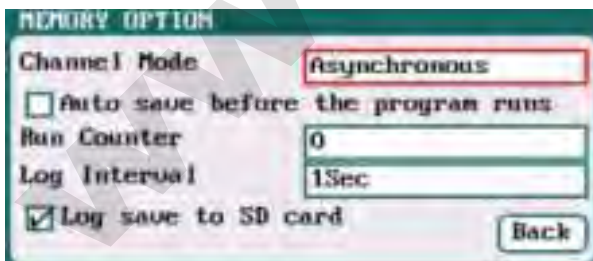 MEMORY OPTION
Channel Mode Asynchronous
Auto save before the program runs
Run Counter 0
Log Interval 1Sec
Log save to SD card
Back